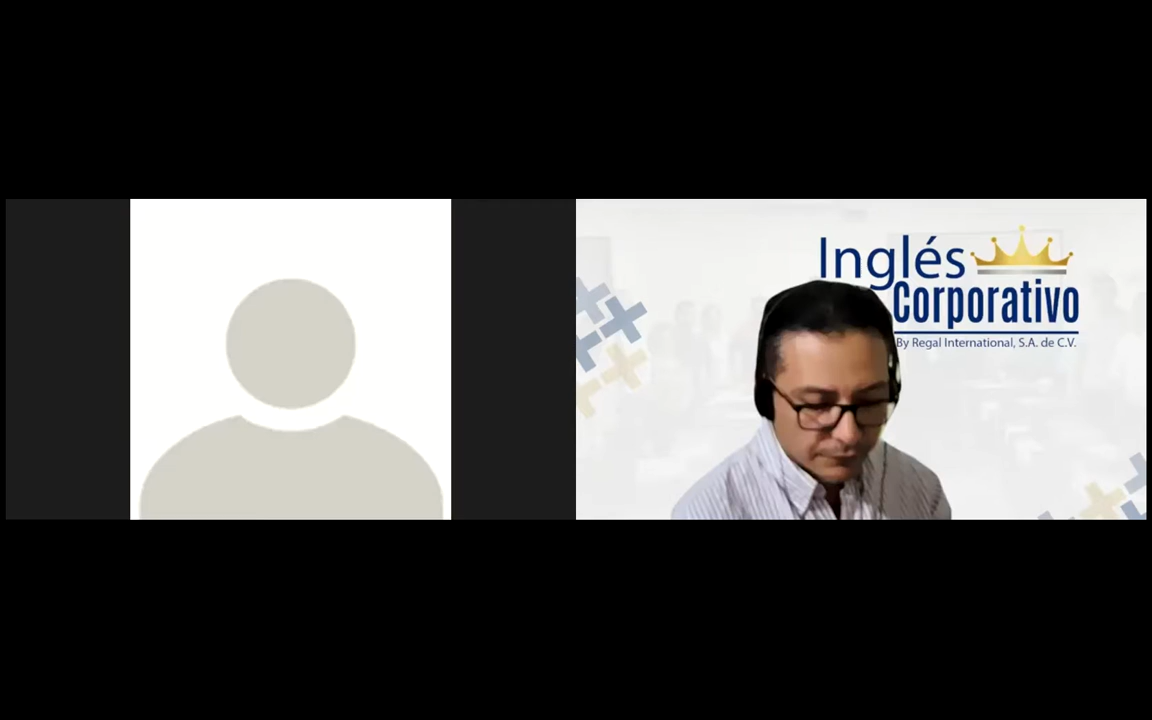 Inglés
Corporativo
By Regal International, S.A. de C.V.